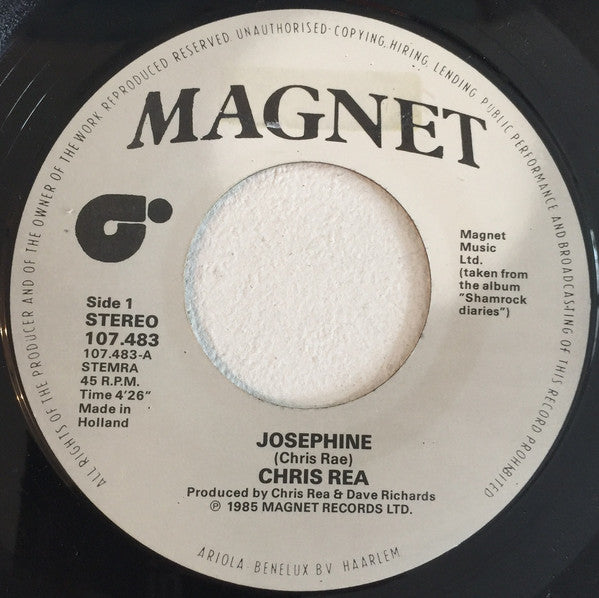 ALL RIGHTS OF THE PRODUCER AND OF THE OWNER OF THE WORK REPRODUCED RESERVED UNAUTHORISED·COPYING, HIRING, LENDING, PUBLIC PERFORMANCE AND BROADCASTING OF THIS RECORD PROHIBITED
MAGNET
Magnet
Music
Ltd.
(taken from
the album
"Shamrock
diaries")
Side 1
STEREO
107.483
107.483-A
STEMRA
45 R.P.M.
Time 4'26"
Made in
Holland
JOSEPHINE
(Chris Rae)
CHRIS REA
Produced by Chris Rea & Dave Richards
℗ 1985 MAGNET RECORDS LTD.
ARIOLA·BENELUX BV HAARLEM